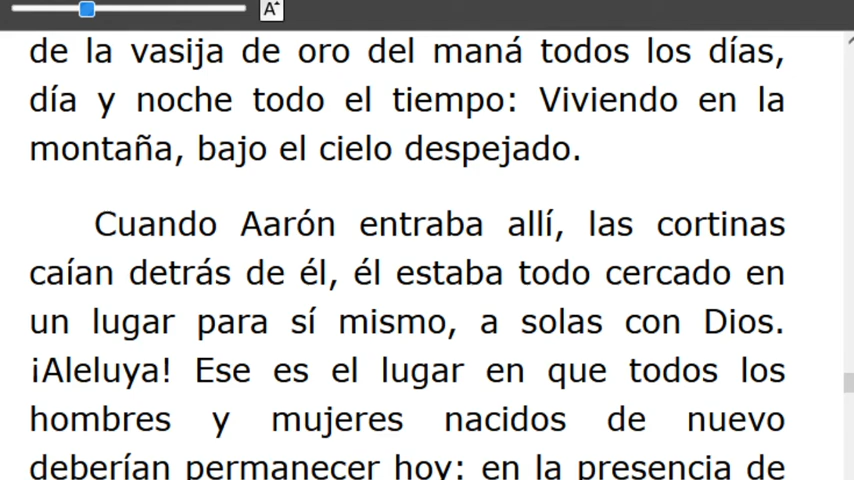 A
de la vasija de oro del maná todos los días,
día y noche todo el tiempo: Viviendo en la
montaña, bajo el cielo despejado.
Cuando Aarón entraba allí, las cortinas
caían detrás de él, él estaba todo cercado en
un lugar para sí mismo, a solas con Dios.
¡Aleluya! Ese es el lugar en que todos los
hombres y mujeres nacidos de nuevo
deberían permanecer hoy: en la presencia de